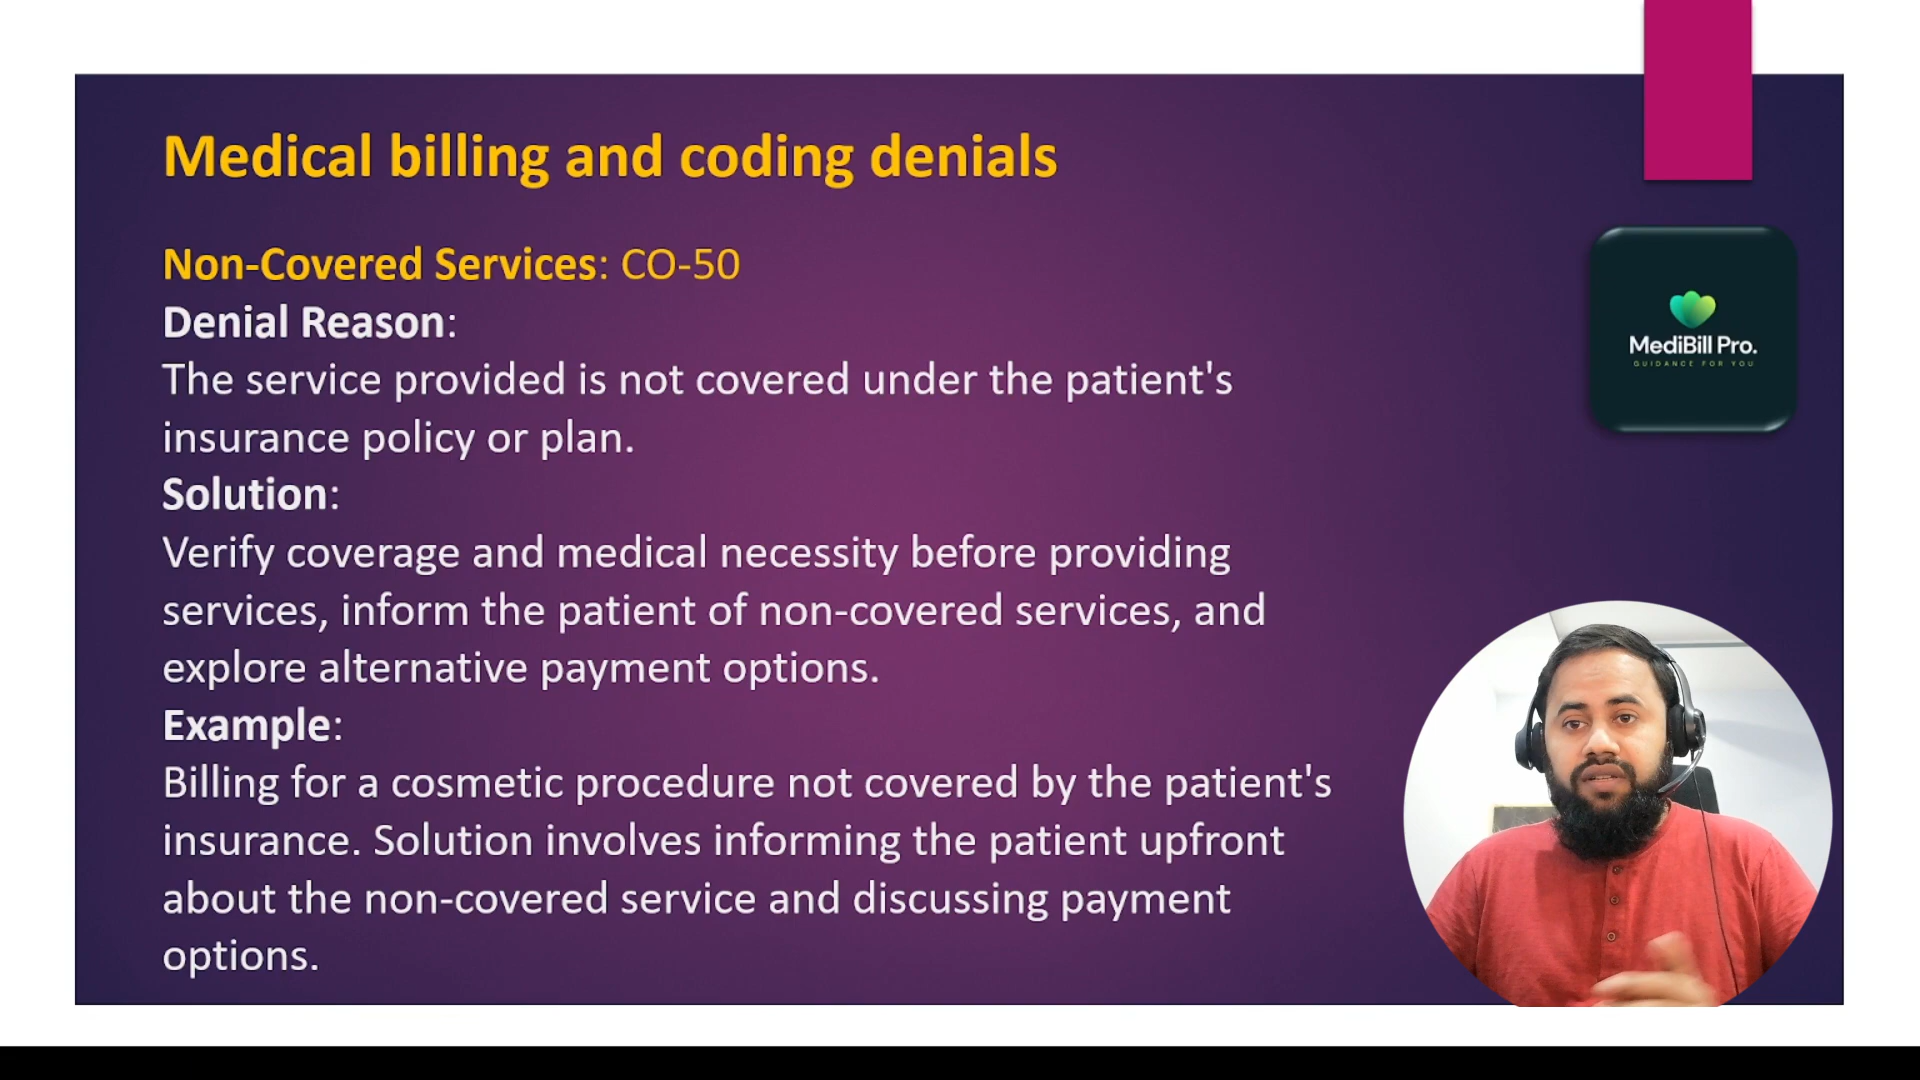 Medical billing and coding denials
Non-Covered Services: CO-50
Denial Reason:
The service provided is not covered under the patient's
insurance policy or plan.
Solution:
Verify coverage and medical necessity before providing
services, inform the patient of non-covered services, and
explore alternative payment options.
Example:
Billing for a cosmetic procedure not covered by the patient's
insurance. Solution involves informing the patient upfront
about the non-covered service and discussing payment
options.
MediBill Pro.
GUIDANCE FOR YOU